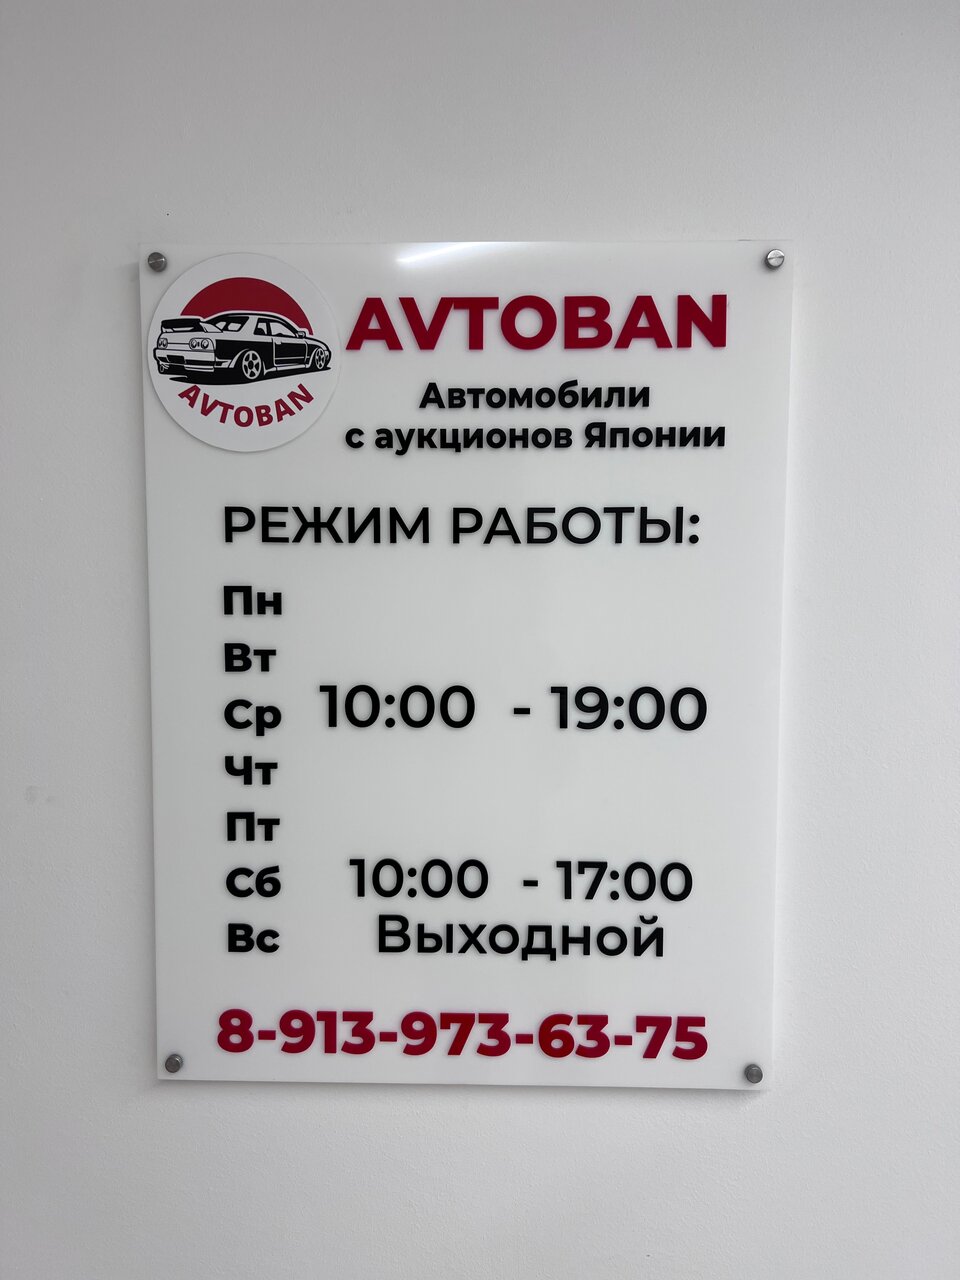 AVTOBAN
AVTOBAN
Автомобили
с аукционов Японии
РЕЖИМ РАБОТЫ:
Пн
Вт
Ср 10:00 - 19:00
Чт
Пт
Сб 10:00 - 17:00
Вс Выходной
8-913-973-63-75